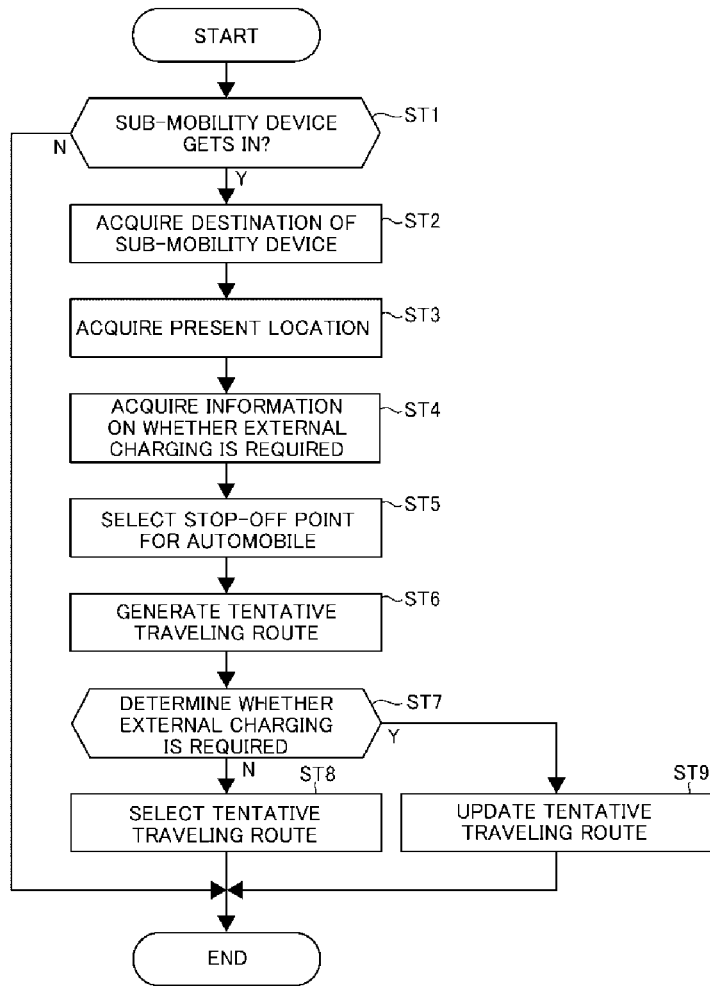 START
SUB-MOBILITY DEVICE
GETS IN?
ST1
N
Y
ACQUIRE DESTINATION OF
SUB-MOBILITY DEVICE
ST2
ACQUIRE PRESENT LOCATION
ST3
ACQUIRE INFORMATION
ON WHETHER EXTERNAL
CHARGING IS REQUIRED
ST4
SELECT STOP-OFF POINT
FOR AUTOMOBILE
ST5
GENERATE TENTATIVE
TRAVELING ROUTE
ST6
DETERMINE WHETHER
EXTERNAL CHARGING
IS REQUIRED
ST7
Y
N
ST8
SELECT TENTATIVE
TRAVELING ROUTE
ST9
UPDATE TENTATIVE
TRAVELING ROUTE
END